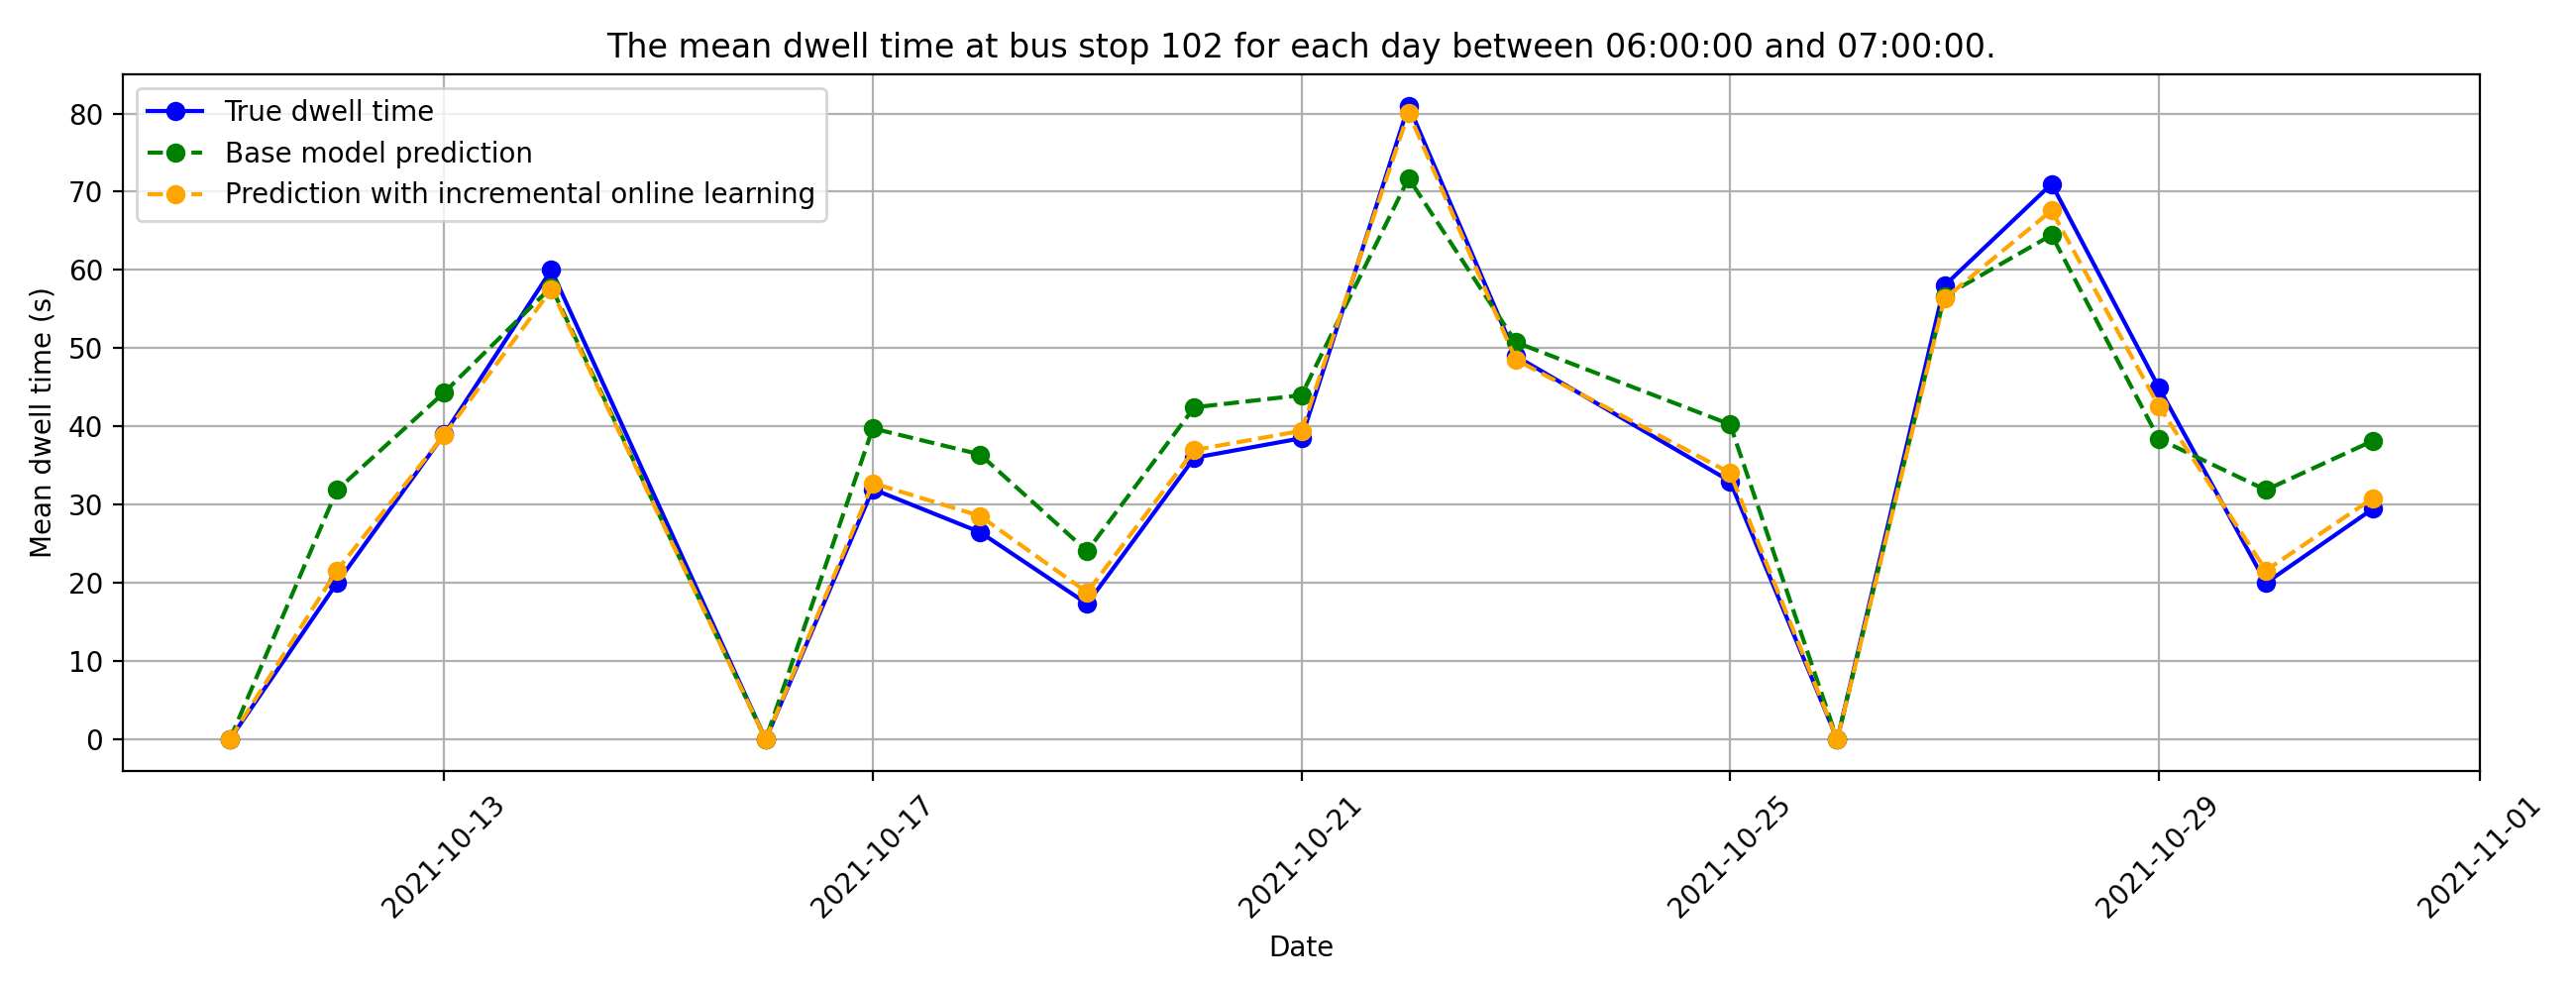 The mean dwell time at bus stop 102 for each day between 06:00:00 and 07:00:00.
True dwell time
Base model prediction
Prediction with incremental online learning
Mean dwell time (s)
80
70
60
50
40
30
20
10
0
2021-10-13
2021-10-17
2021-10-21
2021-10-25
2021-10-29
2021-11-01
Date